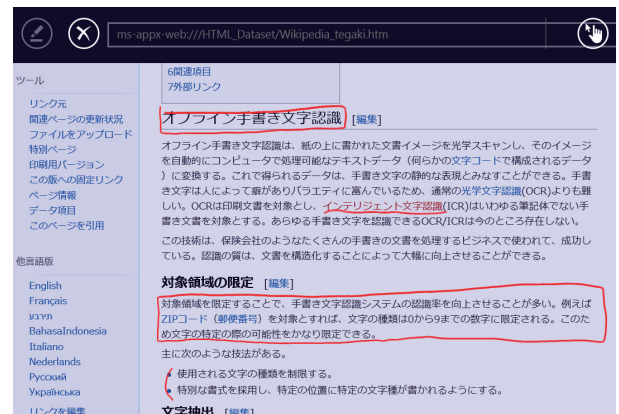 ms-appx-web:///HTML_Dataset/Wikipedia_tegaki.htm
ツール
リンク元
関連ページの更新状況
ファイルをアップロード
特別ページ
印刷用バージョン
この版への固定リンク
ページ情報
データ項目
このページを引用
他言語版
English
Français
עברית
BahasaIndonesia
Italiano
Nederlands
Русский
Українська
リンクを編集
6関連項目
7外部リンク
オフライン手書き文字認識 [編集]
オフライン手書き文字認識は、紙の上に書かれた文書イメージを光学スキャンし、そのイメージ
を自動的にコンピュータで処理可能なテキストデータ（何らかの文字コードで構成されるデータ
）に変換する。これで得られるデータは、手書き文字の静的な表現とみなすことができる。手書
き文字は人によって癖がありバラエティに富んでいるため、通常の光学文字認識(OCR)よりも難
しい。OCRは印刷文書を対象とし、インテリジェント文字認識(ICR)はいわゆる筆記体でない手
書き文書を対象とする。あらゆる手書き文字を認識できるOCR/ICRは今のところ存在しない。
この技術は、保険会社のようなたくさんの手書きの文書を処理するビジネスで使われて、成功し
ている。認識の質は、文書を構造化することによって大幅に向上させることができる。
対象領域の限定 [編集]
対象領域を限定することで、手書き文字認識システムの認識率を向上させることが多い。例えば
ZIPコード（郵便番号）を対象とすれば、文字の種類は0から9までの数字に限定される。このた
め文字の特定の際の可能性をかなり限定できる。
主に次のような技法がある。
使用される文字の種類を制限する。
特別な書式を採用し、特定の位置に特定の文字種が書かれるようにする。
文字抽出 [編集]